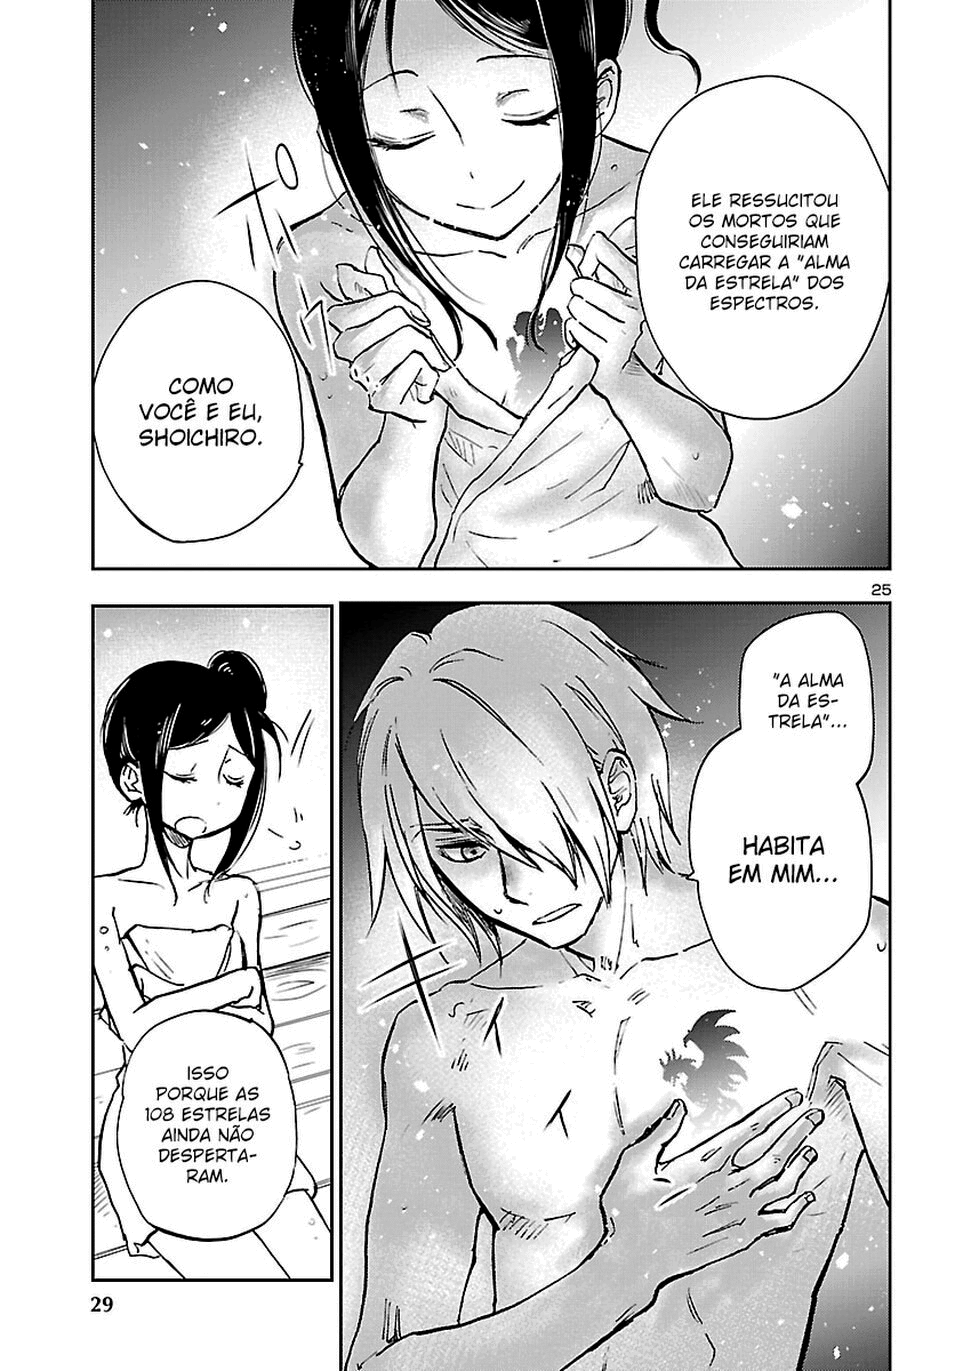 ELE RESSUCITOU
OS MORTOS QUE
CONSEGUIRIAM
CARREGAR A "ALMA
DA ESTRELA" DOS
ESPECTROS.
COMO
VOCÊ E EU,
SHOICHIRO.
25
"A ALMA
DA ES-
TRELA"...
HABITA
EM MIM...
ISSO
PORQUE AS
108 ESTRELAS
AINDA NÃO
DESPERTA-
RAM.
29